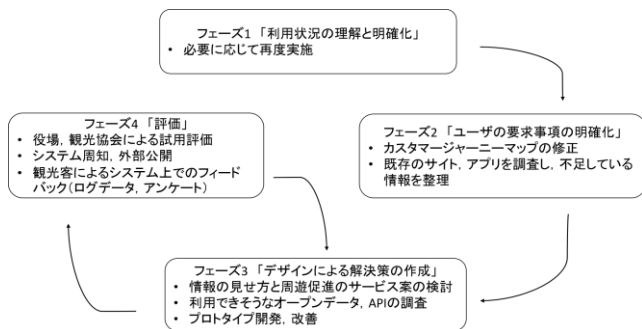 フェーズ1 「利用状況の理解と明確化」
• 必要に応じて再度実施
フェーズ4 「評価」
• 役場, 観光協会による試用評価
• システム周知, 外部公開
• 観光客によるシステム上でのフィード
バック(ログデータ, アンケート)
フェーズ2 「ユーザの要求事項の明確化」
• カスタマージャーニーマップの修正
• 既存のサイト, アプリを調査し, 不足している
情報を整理
フェーズ3 「デザインによる解決策の作成」
• 情報の見せ方と周遊促進のサービス案の検討
• 利用できそうなオープンデータ, APIの調査
• プロトタイプ開発, 改善